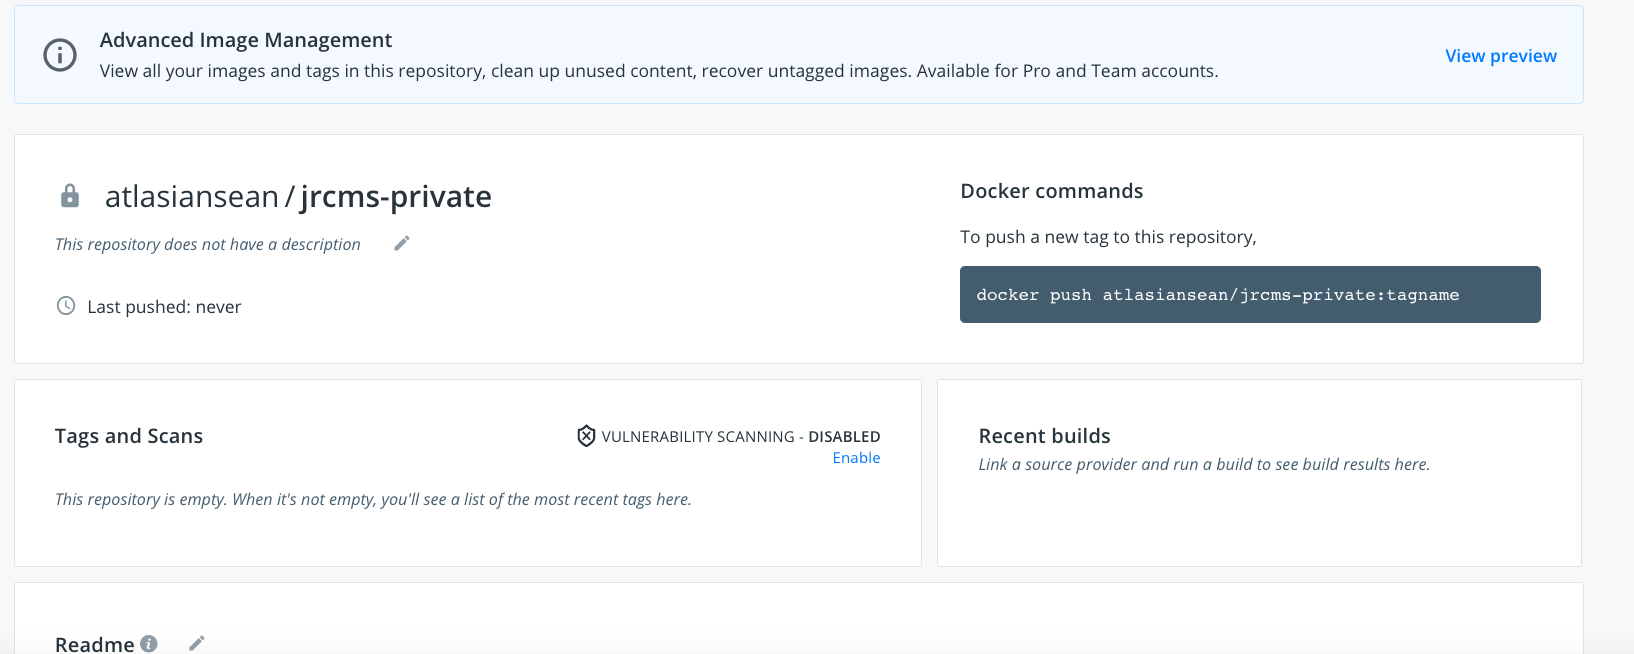 Advanced Image Management
View all your images and tags in this repository, clean up unused content, recover untagged images. Available for Pro and Team accounts.
View preview
atlasiansean / jrcms-private
This repository does not have a description
Last pushed: never
Docker commands
To push a new tag to this repository,
docker push atlasiansean/jrcms-private:tagname
Tags and Scans
VULNERABILITY SCANNING - DISABLED
Enable
This repository is empty. When it's not empty, you'll see a list of the most recent tags here.
Recent builds
Link a source provider and run a build to see build results here.
Readme